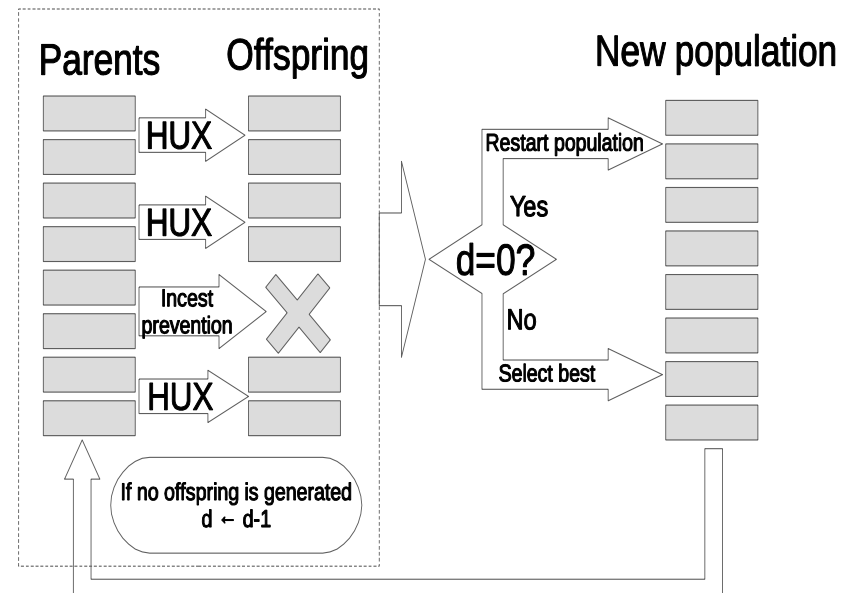 Parents
Offspring
New population
HUX
HUX
Incest
prevention
HUX
If no offspring is generated
d ← d-1
d=0?
Yes
Restart population
No
Select best